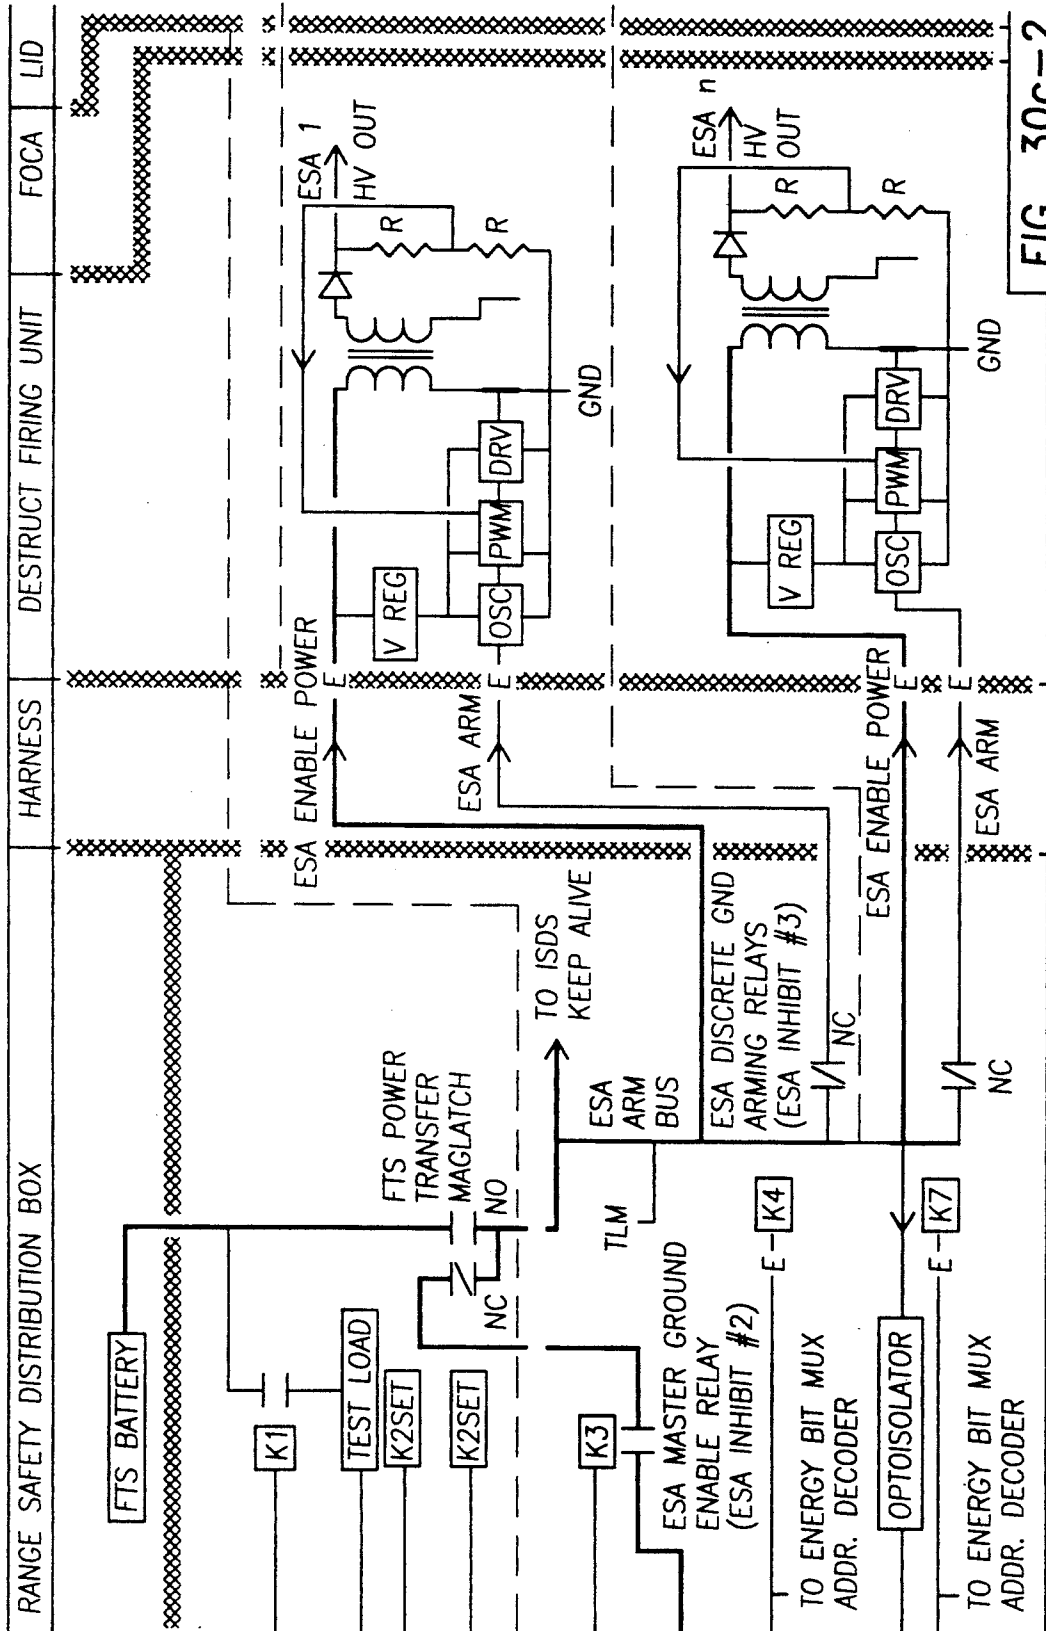 RANGE SAFETY DISTRIBUTION BOX
HARNESS
DESTRUCT FIRING UNIT
FOCA
LID
FTS BATTERY
K1
TEST LOAD
K2SET
K2SET
FTS POWER
TRANSFER
MAGLATCH
NC
NO
TO ISDS
KEEP ALIVE
K3
ESA MASTER GROUND
ENABLE RELAY
(ESA INHIBIT #2)
TLM
ESA
ARM
BUS
ESA DISCRETE GND
ARMING RELAYS
(ESA INHIBIT #3)
NC
E
K4
TO ENERGY BIT MUX
ADDR. DECODER
OPTOISOLATOR
E
K7
TO ENERGY BIT MUX
ADDR. DECODER
NC
ESA ENABLE POWER
E
ESA ARM
E
V REG
OSC
PWM
DRV
GND
R
R
ESA 1
HV OUT
ESA ENABLE POWER
E
ESA ARM
E
V REG
OSC
PWM
DRV
GND
R
R
ESA n
HV
OUT
FIG. 30c-2